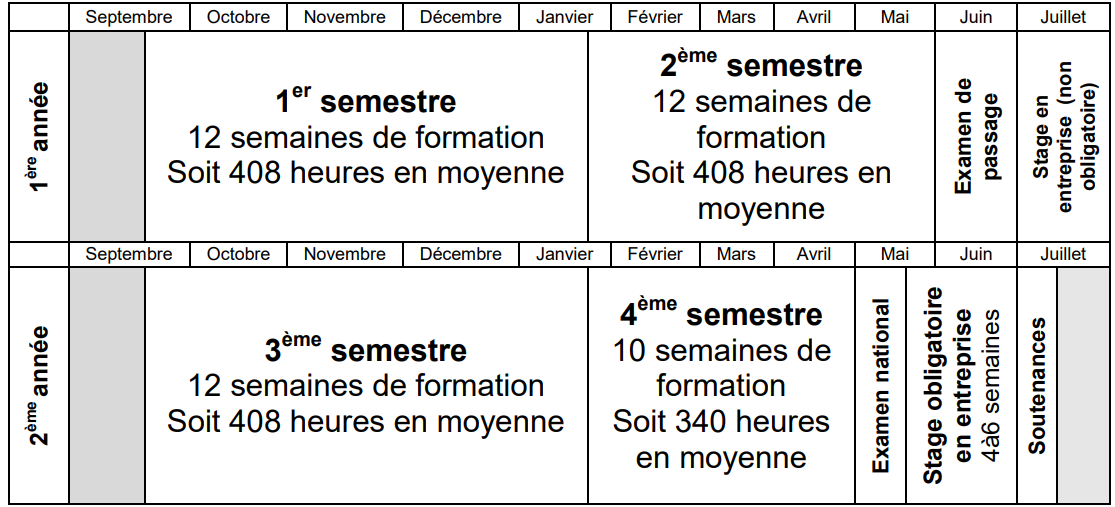 Septembre Octobre Novembre Décembre Janvier Février Mars Avril Mai Juin Juillet
1ère année
1er semestre
12 semaines de formation
Soit 408 heures en moyenne
2ème semestre
12 semaines de
formation
Soit 408 heures en
moyenne
Examen de
passage
Stage en
entreprise (non
obligatoire)
Septembre Octobre Novembre Décembre Janvier Février Mars Avril Mai Juin Juillet
2ème année
3ème semestre
12 semaines de formation
Soit 408 heures en moyenne
4ème semestre
10 semaines de
formation
Soit 340 heures
en moyenne
Examen national
Stage obligatoire
en entreprise
4à6 semaines
Soutenances